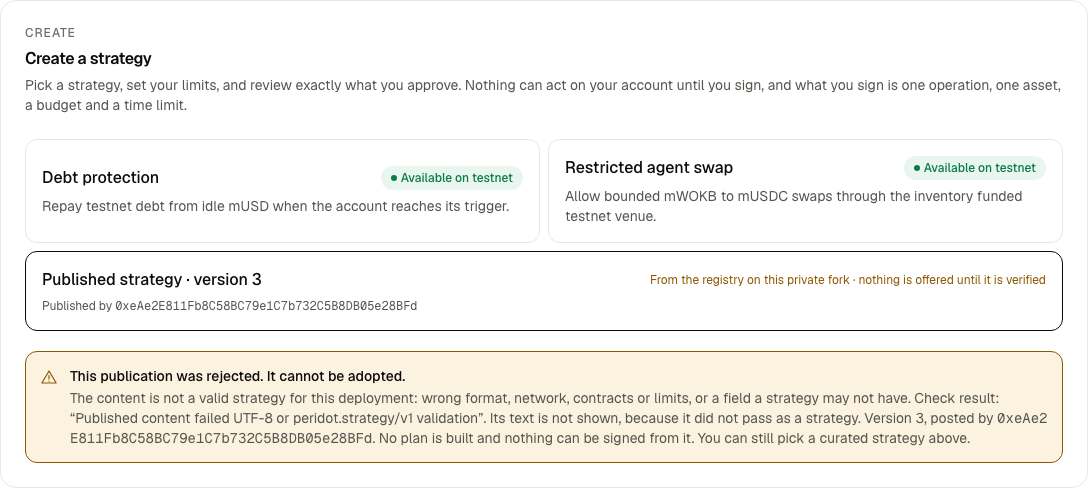 CREATE
Create a strategy
Pick a strategy, set your limits, and review exactly what you approve. Nothing can act on your account until you sign, and what you sign is one operation, one asset,
a budget and a time limit.
Debt protection
Available on testnet
Repay testnet debt from idle mUSD when the account reaches its trigger.
Restricted agent swap
Available on testnet
Allow bounded mWOKB to mUSDC swaps through the inventory funded
testnet venue.
Published strategy · version 3
From the registry on this private fork · nothing is offered until it is verified
Published by 0xeAe2E811Fb8C58BC79e1C7b732C5B8DB05e28BFd
This publication was rejected. It cannot be adopted.
The content is not a valid strategy for this deployment: wrong format, network, contracts or limits, or a field a strategy may not have. Check result:
“Published content failed UTF-8 or peridot.strategy/v1 validation”. Its text is not shown, because it did not pass as a strategy. Version 3, posted by 0xeAe2
E811Fb8C58BC79e1C7b732C5B8DB05e28BFd. No plan is built and nothing can be signed from it. You can still pick a curated strategy above.